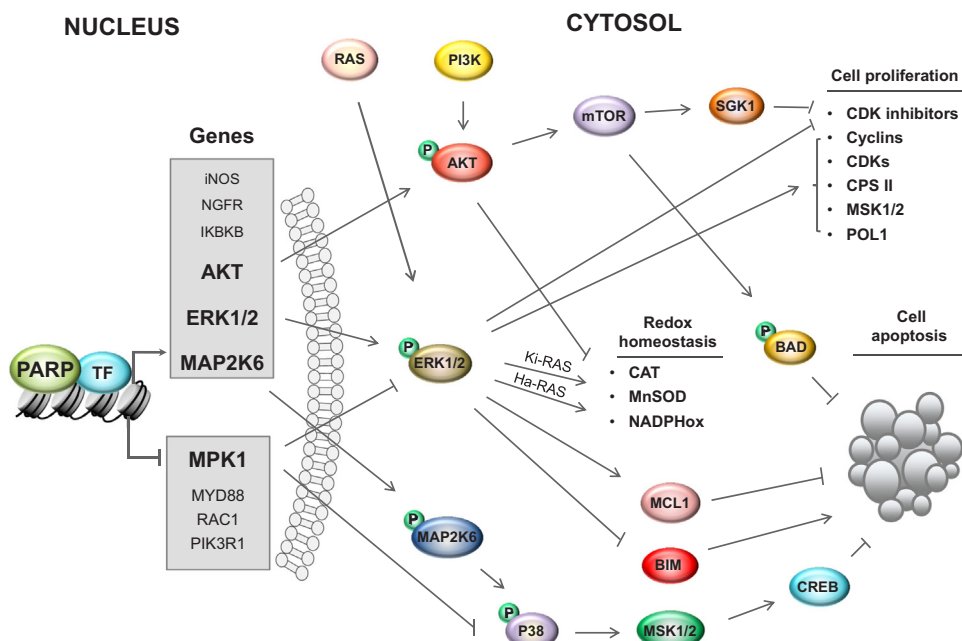 NUCLEUS
CYTOSOL
RAS
PI3K
Cell proliferation
mTOR
SGK1
• CDK inhibitors
• Cyclins
• CDKs
• CPS II
• MSK1/2
• POL1
Genes
P
AKT
iNOS
NGFR
IKBKB
AKT
ERK1/2
MAP2K6
PARP
TF
P
ERK1/2
Ki-RAS
Ha-RAS
Redox
homeostasis
• CAT
• MnSOD
• NADPHox
P
BAD
Cell
apoptosis
MPK1
MYD88
RAC1
PIK3R1
MCL1
P
MAP2K6
BIM
CREB
P
P38
MSK1/2